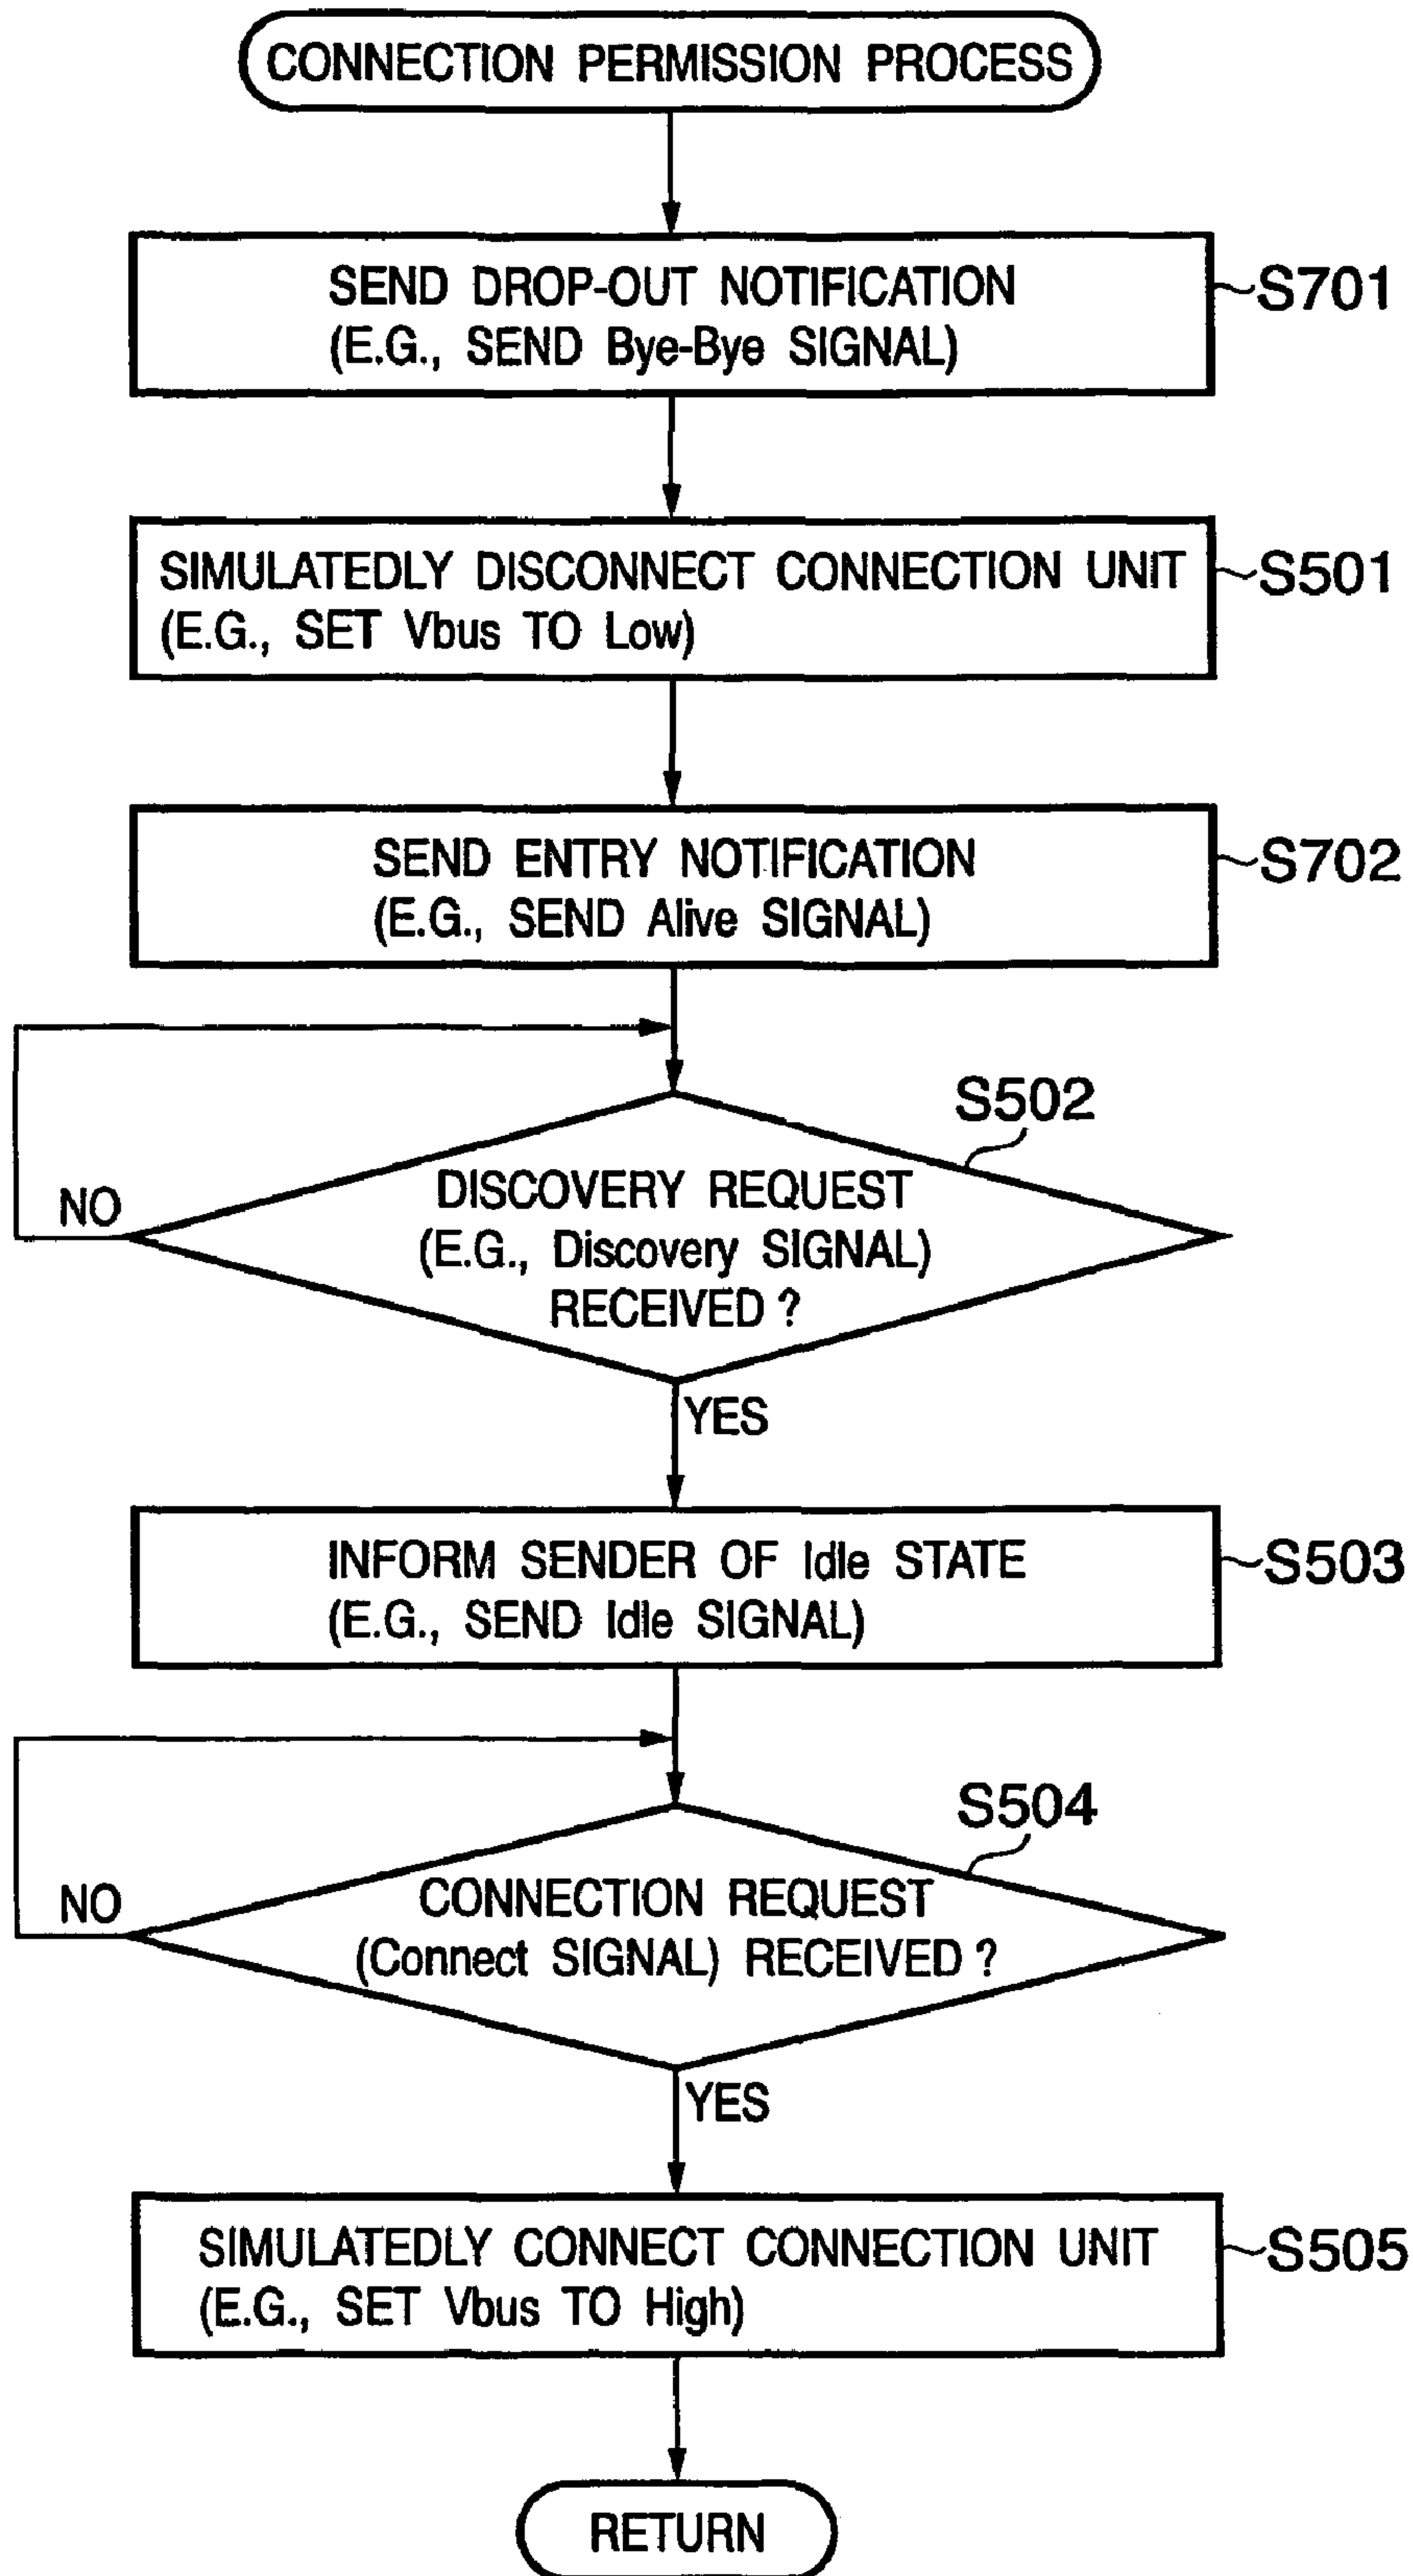 CONNECTION PERMISSION PROCESS
SEND DROP-OUT NOTIFICATION
(E.G., SEND Bye-Bye SIGNAL)
S701
SIMULATEDLY DISCONNECT CONNECTION UNIT
(E.G., SET Vbus TO Low)
S501
SEND ENTRY NOTIFICATION
(E.G., SEND Alive SIGNAL)
S702
S502
DISCOVERY REQUEST
(E.G., Discovery SIGNAL)
RECEIVED ?
NO
YES
INFORM SENDER OF Idle STATE
(E.G., SEND Idle SIGNAL)
S503
S504
CONNECTION REQUEST
(Connect SIGNAL) RECEIVED ?
NO
YES
SIMULATEDLY CONNECT CONNECTION UNIT
(E.G., SET Vbus TO High)
S505
RETURN